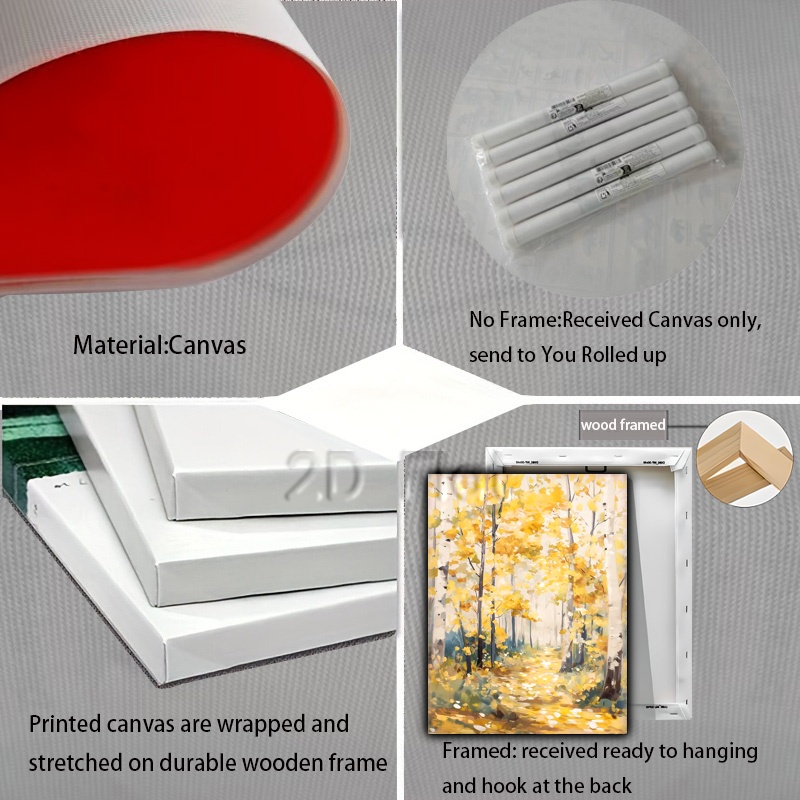 Material:Canvas
No Frame:Received Canvas only,
send to You Rolled up
wood framed
2D
Printed canvas are wrapped and
stretched on durable wooden frame
Framed: received ready to hanging
and hook at the back